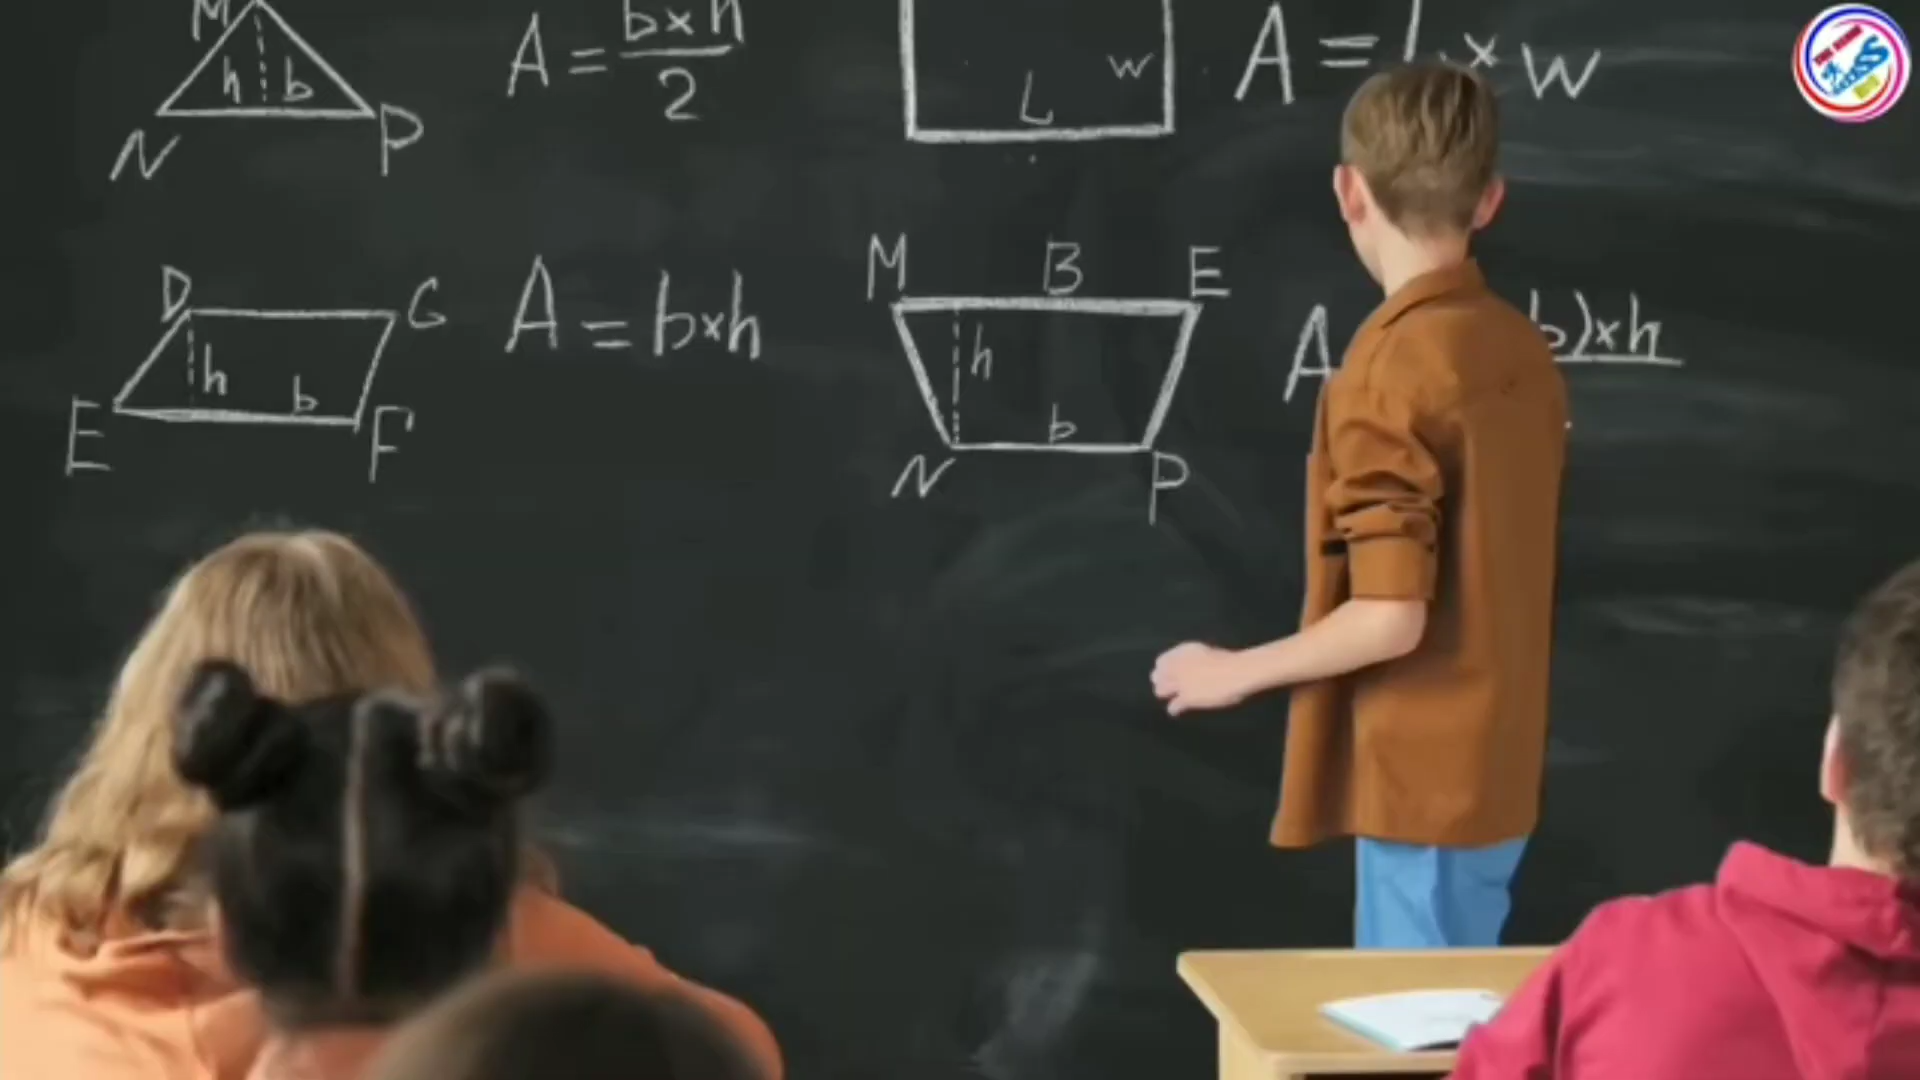 M
h b
N P
A = b×h
2
L w
A = L × w
D G
h b
E F
A = b×h
M B E
h
b
N P
A b)×h